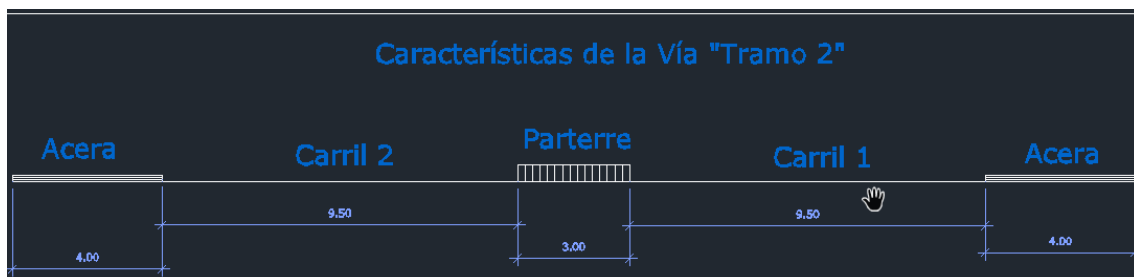 Características de la Vía "Tramo 2"
Acera
Carril 2
Parterre
Carril 1
Acera
9.50
9.50
4.00
3.00
4.00